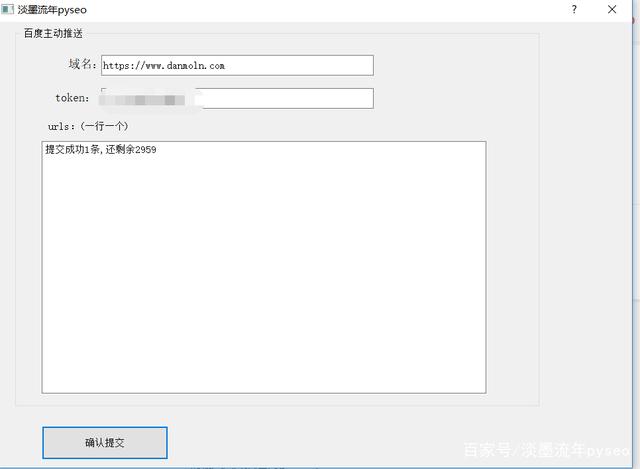 淡墨流年pyseo
百度主动推送
域名: https://www.danmoln.com
token:
urls:(一行一个)
提交成功1条,还剩余2959
确认提交
百家号/淡墨流年pyseo